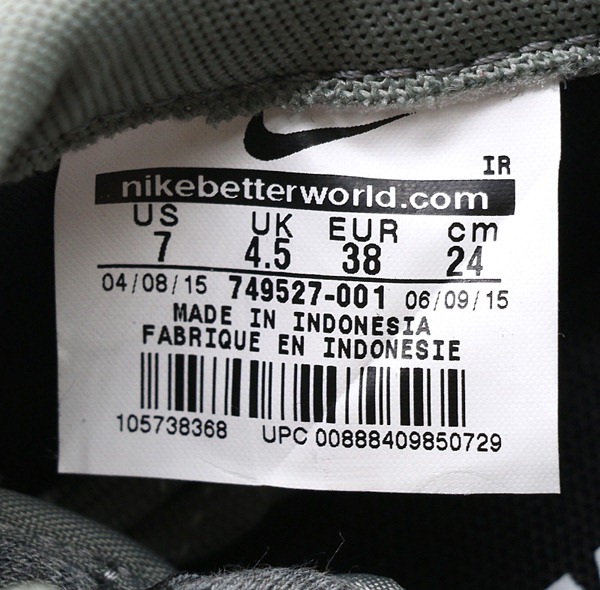 IR
nikebetterworld.com
US UK EUR cm
7 4.5 38 24
04/08/15 749527-001 06/09/15
MADE IN INDONESIA
FABRIQUE EN INDONESIE
105738368 UPC 00888409850729